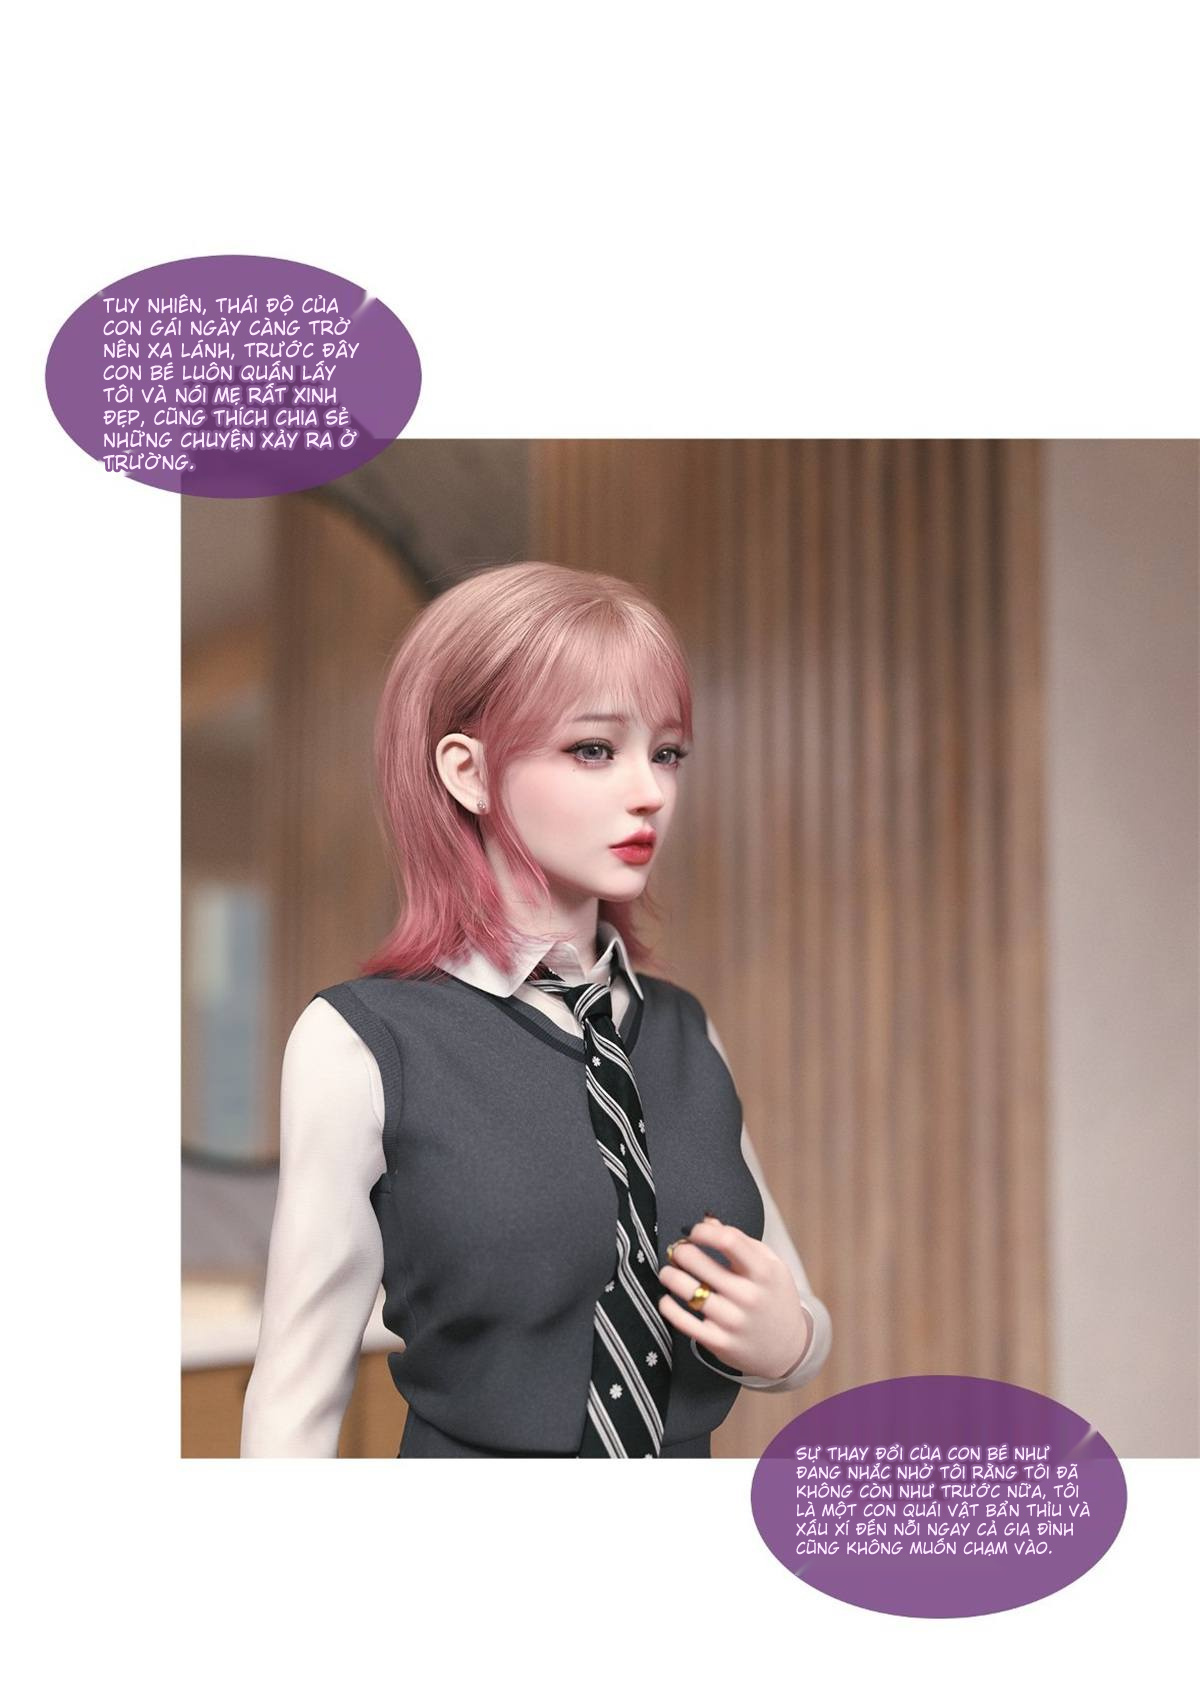 TUY NHIÊN, THÁI ĐỘ CỦA
CON GÁI NGÀY CÀNG TRỞ
NÊN XA LÁNH, TRƯỚC ĐÂY
CON BÉ LUÔN QUẤN LẤY
TÔI VÀ NÓI MẸ RẤT XINH
ĐẸP, CŨNG THÍCH CHIA SẺ
NHỮNG CHUYỆN XẢY RA Ở
TRƯỜNG.
SỰ THAY ĐỔI CỦA CON BÉ NHƯ
ĐANG NHẮC NHỞ TÔI RẰNG TÔI ĐÃ
KHÔNG CÒN NHƯ TRƯỚC NỮA, TÔI
LÀ MỘT CON QUÁI VẬT BẨN THỈU VÀ
XẤU XÍ ĐẾN NỖI NGAY CẢ GIA ĐÌNH
CŨNG KHÔNG MUỐN CHẠM VÀO.